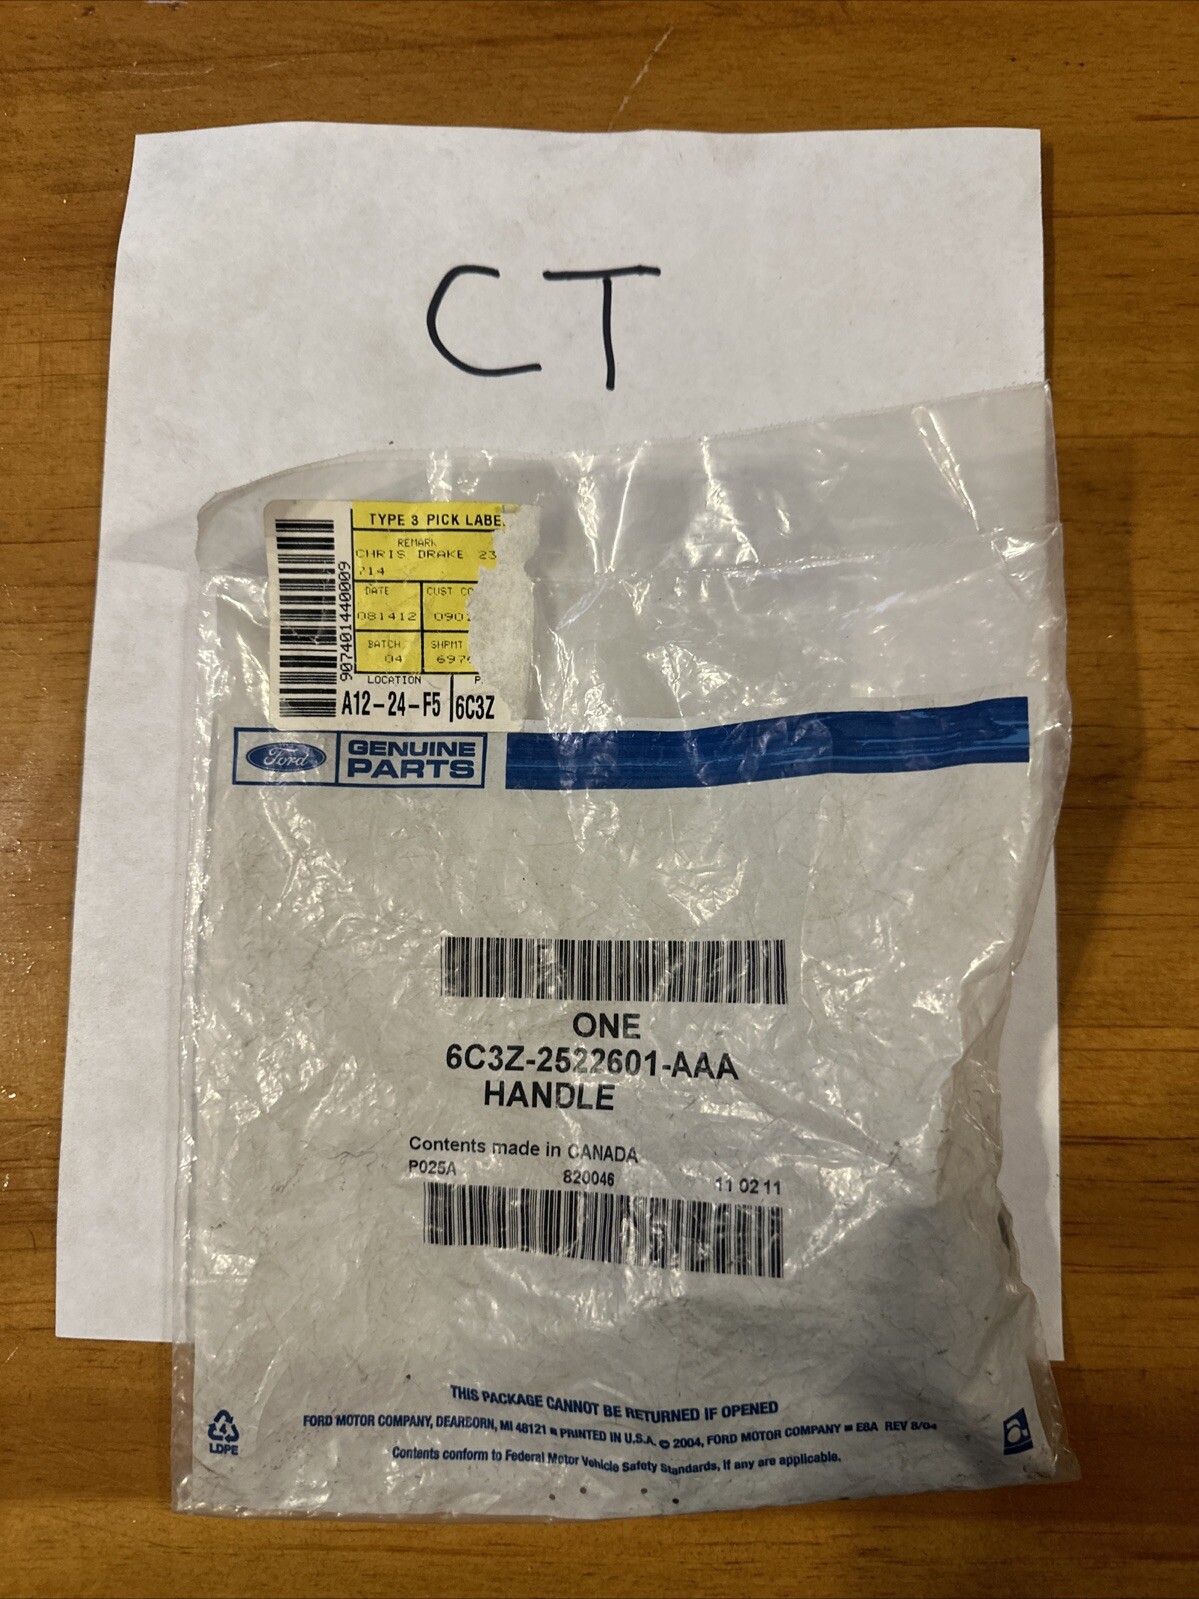 CT
TYPE 3 PICK LABE
REMARK
CHRIS DRAKE 23
714
DATE
CUST CO
081412
090
BATCH
SHPMT
04
697
LOCATION
P.
A12-24-F5
6C3Z
907401440009
Ford
GENUINE
PARTS
ONE
6C3Z-2522601-AAA
HANDLE
Contents made in CANADA
P025A 820046 11 02 11
THIS PACKAGE CANNOT BE RETURNED IF OPENED
FORD MOTOR COMPANY, DEARBORN, MI 48121 ■ PRINTED IN U.S.A. © 2004, FORD MOTOR COMPANY ■ E8A REV 8/04
Contents conform to Federal Motor Vehicle Safety Standards, if any are applicable.
4
LDPE